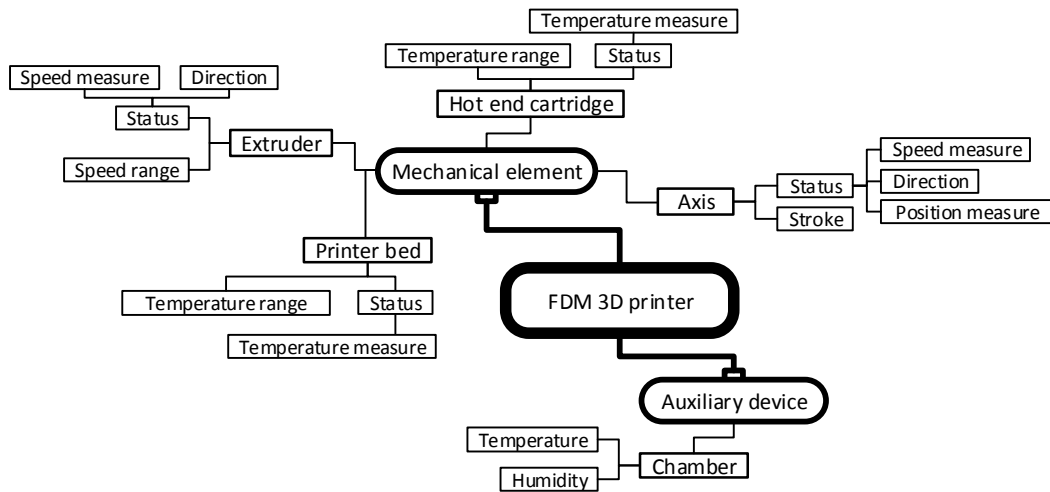 Temperature measure
Temperature range
Status
Speed measure
Direction
Hot end cartridge
Status
Extruder
Speed range
Mechanical element
Speed measure
Status
Direction
Axis
Stroke
Position measure
Printer bed
Temperature range
Status
FDM 3D printer
Temperature measure
Auxiliary device
Temperature
Chamber
Humidity